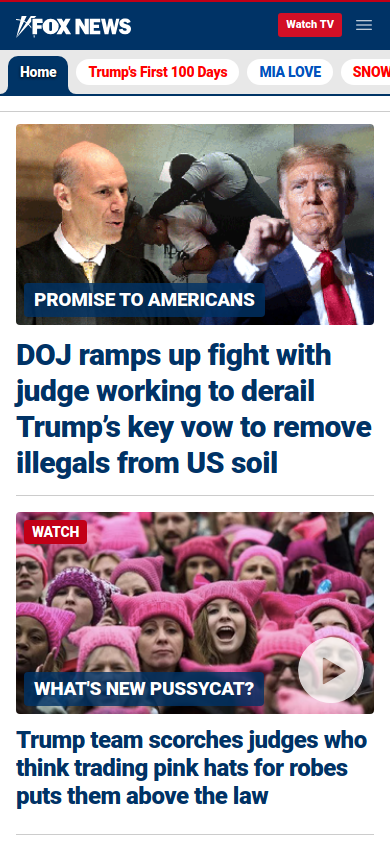 FOX NEWS
Watch TV
Home
Trump's First 100 Days
MIA LOVE
SNOW
PROMISE TO AMERICANS
DOJ ramps up fight with
judge working to derail
Trump’s key vow to remove
illegals from US soil
WATCH
WHAT'S NEW PUSSYCAT?
Trump team scorches judges who
think trading pink hats for robes
puts them above the law